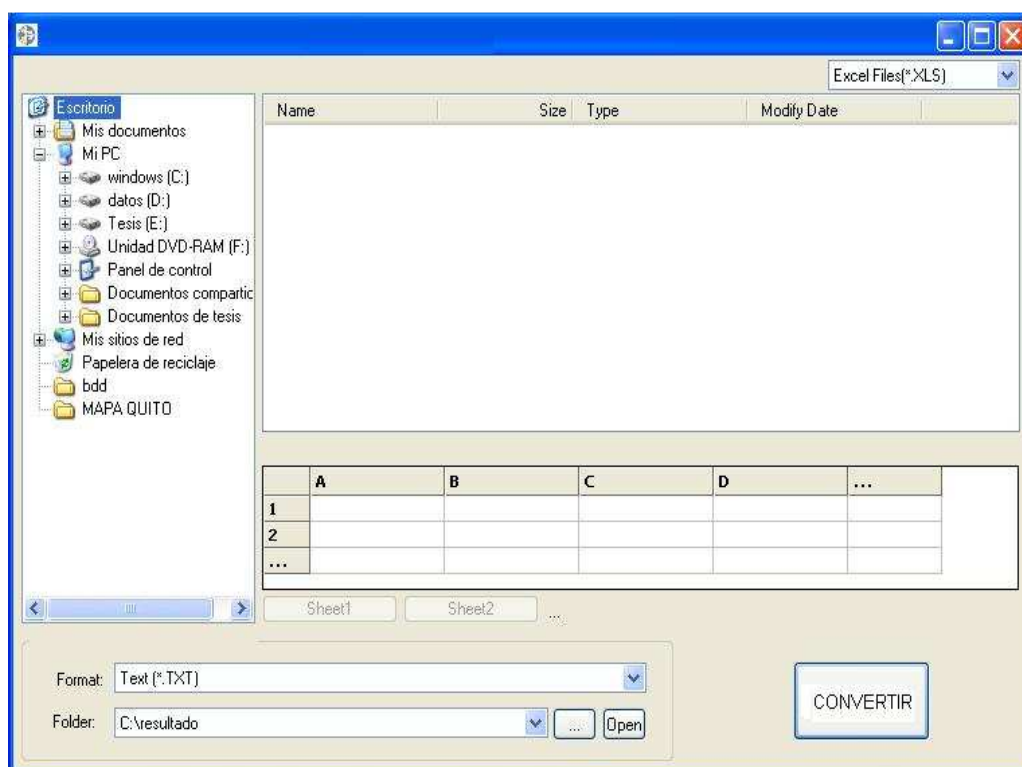 Excel Files(*.XLS)
Escritorio
Mis documentos
Mi PC
windows (C:)
datos (D:)
Tesis (E:)
Unidad DVD-RAM (F:)
Panel de control
Documentos compartic
Documentos de tesis
Mis sitios de red
Papelera de reciclaje
bdd
MAPA QUITO
Name Size Type Modify Date
A B C D ...
1
2
...
Sheet1 Sheet2 ...
Format: Text (*.TXT)
Folder: C:\resultado ... Open
CONVERTIR